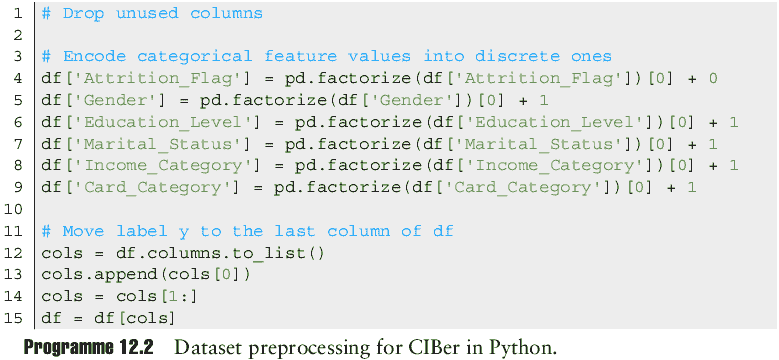 1 # Drop unused columns
2
3 # Encode categorical feature values into discrete ones
4 df['Attrition_Flag'] = pd.factorize(df['Attrition_Flag'])[0] + 0
5 df['Gender'] = pd.factorize(df['Gender'])[0] + 1
6 df['Education_Level'] = pd.factorize(df['Education_Level'])[0] + 1
7 df['Marital_Status'] = pd.factorize(df['Marital_Status'])[0] + 1
8 df['Income_Category'] = pd.factorize(df['Income_Category'])[0] + 1
9 df['Card_Category'] = pd.factorize(df['Card_Category'])[0] + 1
10
11 # Move label y to the last column of df
12 cols = df.columns.to_list()
13 cols.append(cols[0])
14 cols = cols[1:]
15 df = df[cols]
Programme 12.2 Dataset preprocessing for CIBer in Python.